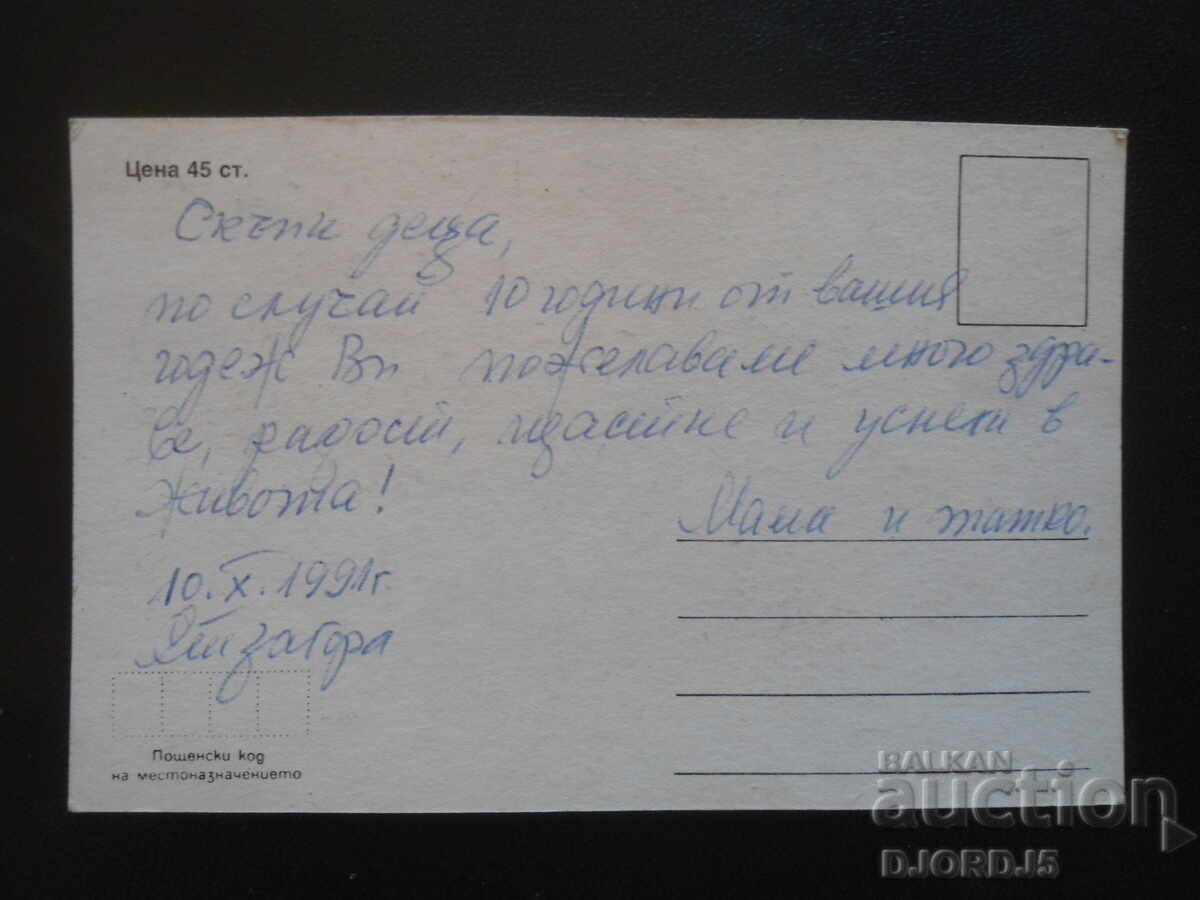 Цена 45 ст.
Скъпи деца,
по случай 10 години от вашия
годеж Ви пожелаваме много здра-
ве, радост, щастие и успехи в
живота!
Мама и татко.
10.X.1991г.
Ст. Загора
Пощенски код
на местоназначението
BALKAN
auction
DJORDJ5